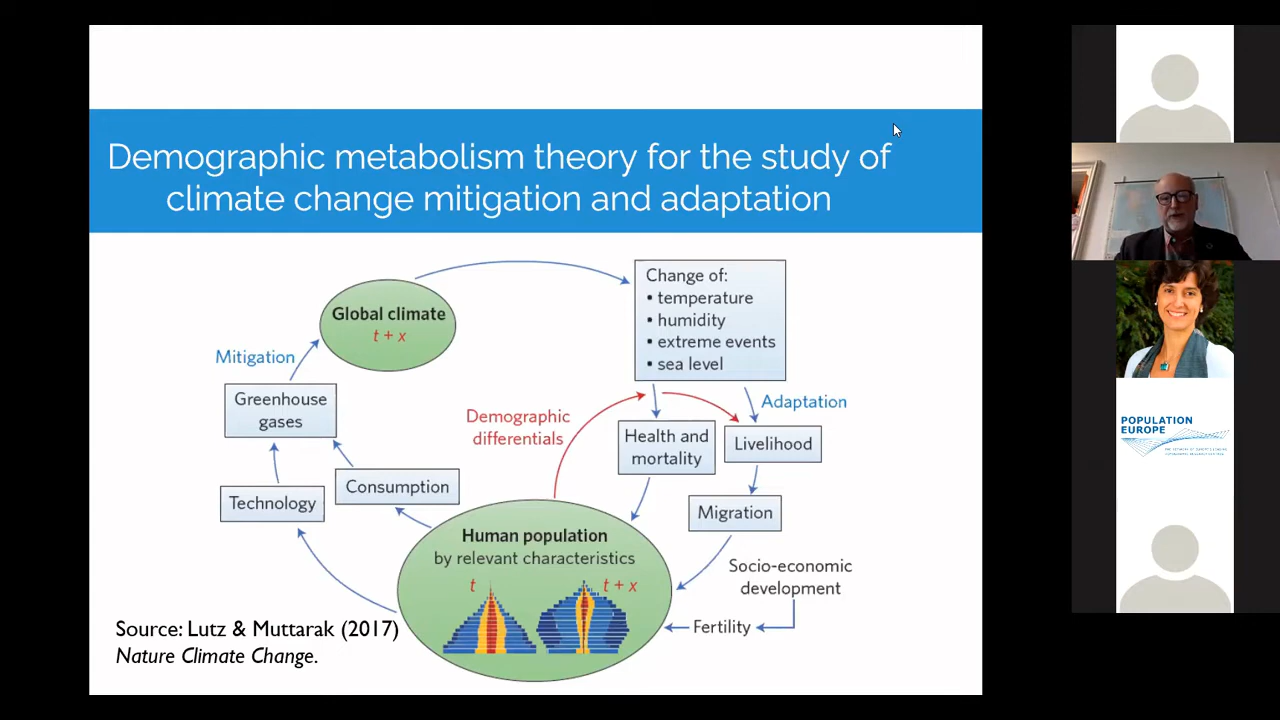 Demographic metabolism theory for the study of
climate change mitigation and adaptation
Global climate
t + x
Mitigation
Greenhouse
gases
Technology
Consumption
Change of:
• temperature
• humidity
• extreme events
• sea level
Demographic
differentials
Adaptation
Health and
mortality
Livelihood
Migration
Human population
by relevant characteristics
t
t + x
Socio-economic
development
Fertility
Source: Lutz & Muttarak (2017)
Nature Climate Change.
POPULATION
EUROPE